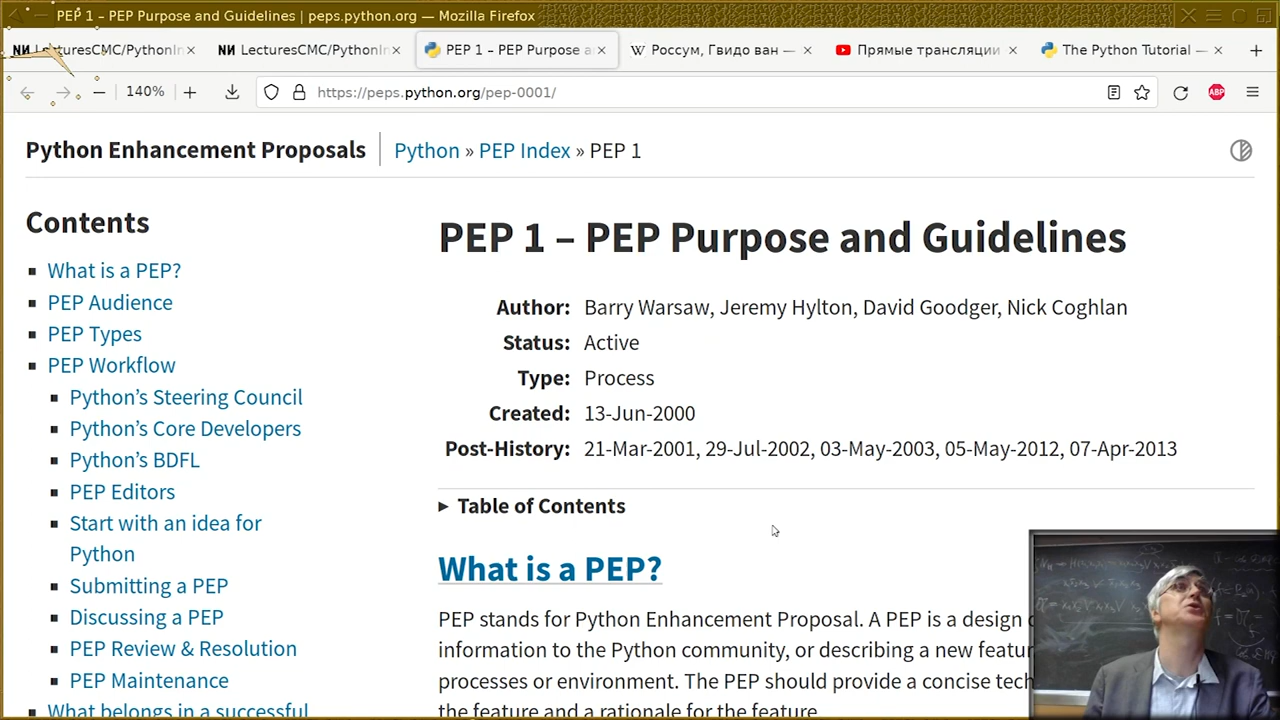 PEP 1 – PEP Purpose and Guidelines | peps.python.org — Mozilla Firefox
LecturesCMC/PythonIn
LecturesCMC/PythonIn
PEP 1 – PEP Purpose a
Россум, Гвидо ван —
Прямые трансляции
The Python Tutorial —
140%
https://peps.python.org/pep-0001/
ABP
Python Enhancement Proposals
Python » PEP Index » PEP 1
Contents
What is a PEP?
PEP Audience
PEP Types
PEP Workflow
Python’s Steering Council
Python’s Core Developers
Python’s BDFL
PEP Editors
Start with an idea for
Python
Submitting a PEP
Discussing a PEP
PEP Review & Resolution
PEP Maintenance
What belongs in a successful
PEP 1 – PEP Purpose and Guidelines
Author: Barry Warsaw, Jeremy Hylton, David Goodger, Nick Coghlan
Status: Active
Type: Process
Created: 13-Jun-2000
Post-History: 21-Mar-2001, 29-Jul-2002, 03-May-2003, 05-May-2012, 07-Apr-2013
Table of Contents
What is a PEP?
PEP stands for Python Enhancement Proposal. A PEP is a design
information to the Python community, or describing a new featu
processes or environment. The PEP should provide a concise tec
the feature and a rationale for the feature.